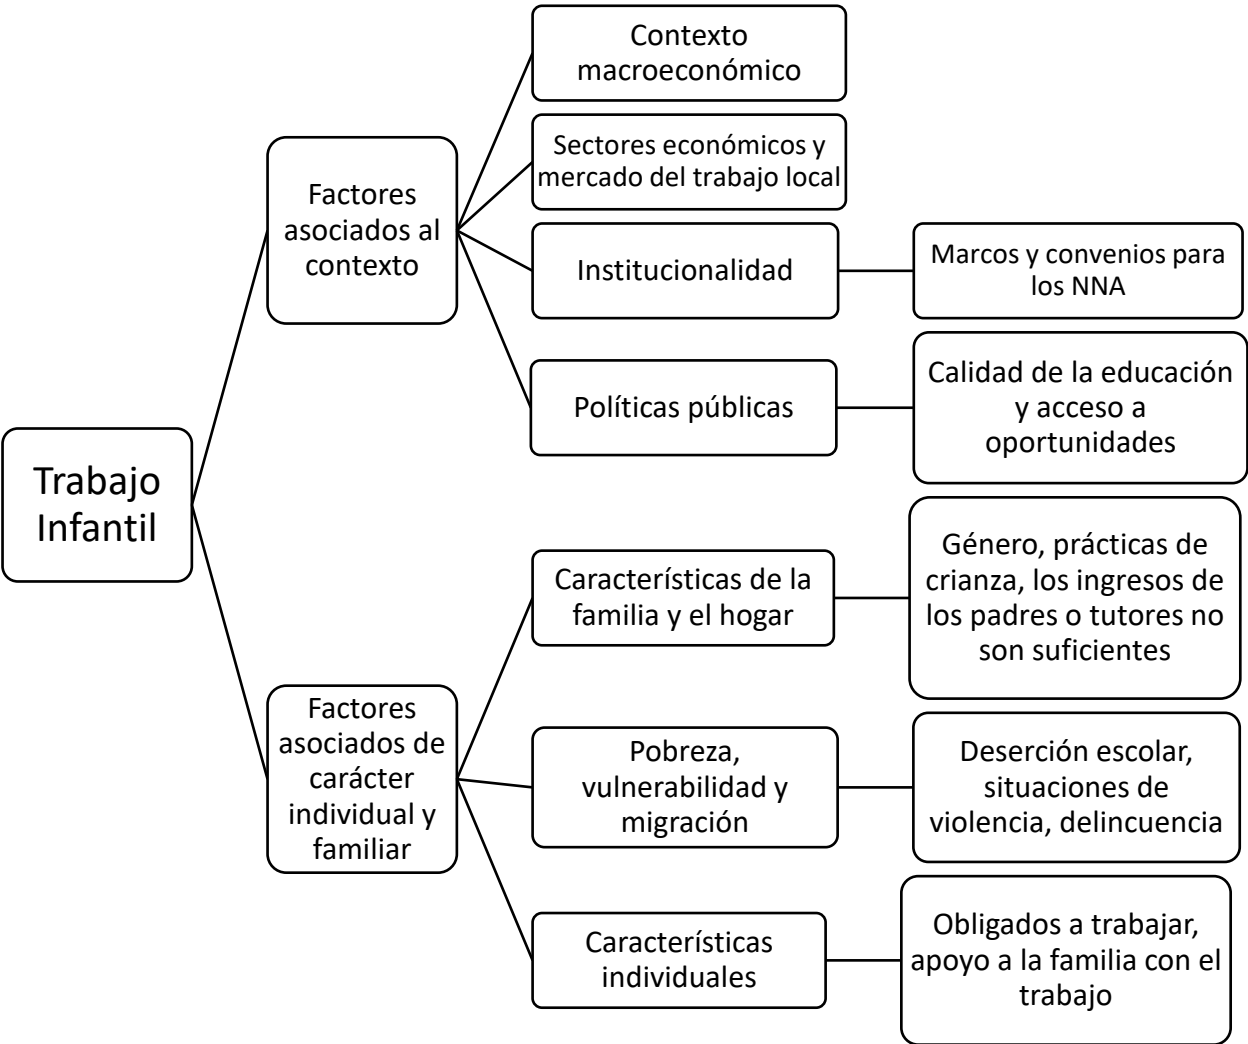 Trabajo
Infantil
Factores
asociados al
contexto
Contexto
macroeconómico
Sectores económicos y
mercado del trabajo local
Institucionalidad
Marcos y convenios para
los NNA
Políticas públicas
Calidad de la educación
y acceso a
oportunidades
Factores
asociados de
carácter
individual y
familiar
Características de la
familia y el hogar
Género, prácticas de
crianza, los ingresos de
los padres o tutores no
son suficientes
Pobreza,
vulnerabilidad y
migración
Deserción escolar,
situaciones de
violencia, delincuencia
Características
individuales
Obligados a trabajar,
apoyo a la familia con el
trabajo